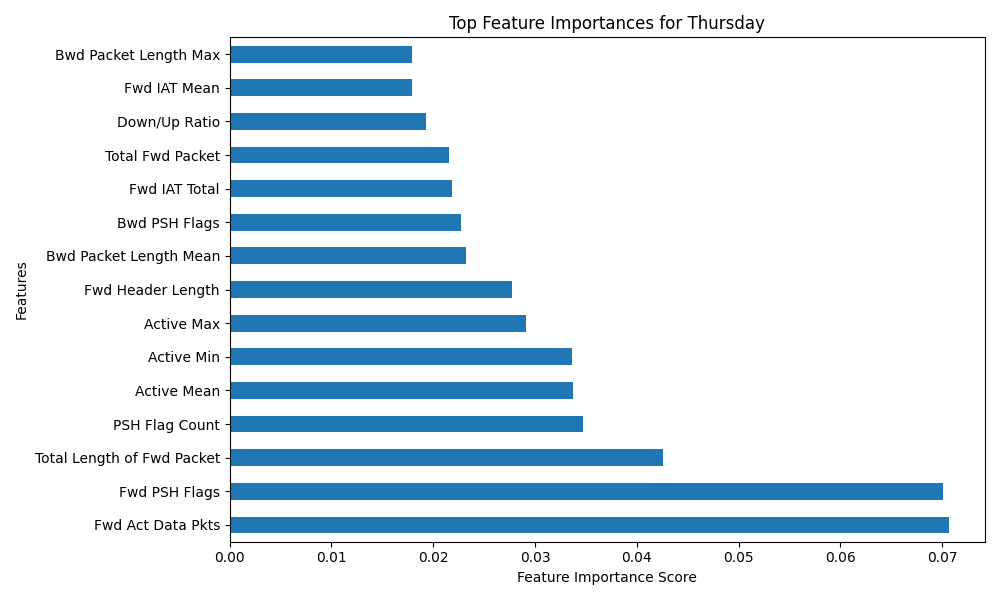 Top Feature Importances for Thursday
Bwd Packet Length Max
Fwd IAT Mean
Down/Up Ratio
Total Fwd Packet
Fwd IAT Total
Bwd PSH Flags
Bwd Packet Length Mean
Fwd Header Length
Active Max
Active Min
Active Mean
PSH Flag Count
Total Length of Fwd Packet
Fwd PSH Flags
Fwd Act Data Pkts
Features
0.00 0.01 0.02 0.03 0.04 0.05 0.06 0.07
Feature Importance Score